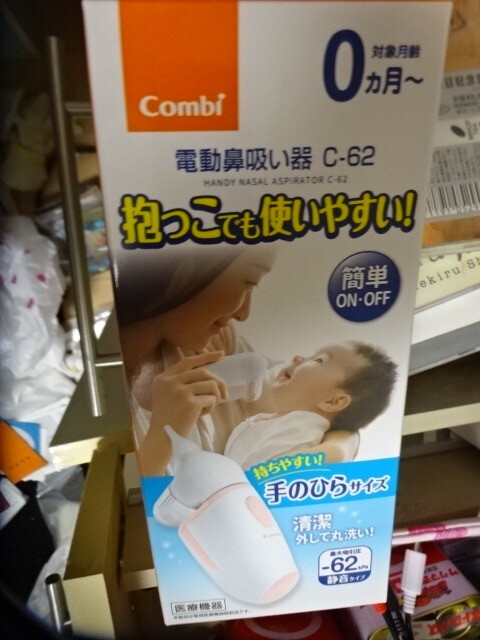 Combi
対象月齢
0カ月～
電動鼻吸い器 C-62
HANDY NASAL ASPIRATOR C-62
抱っこでも使いやすい!
簡単
ON・OFF
持ちやすい!
手のひらサイズ
清潔
外して丸洗い!
最大吸引圧
-62kPa
静音タイプ
医療機器
ekiru Sh